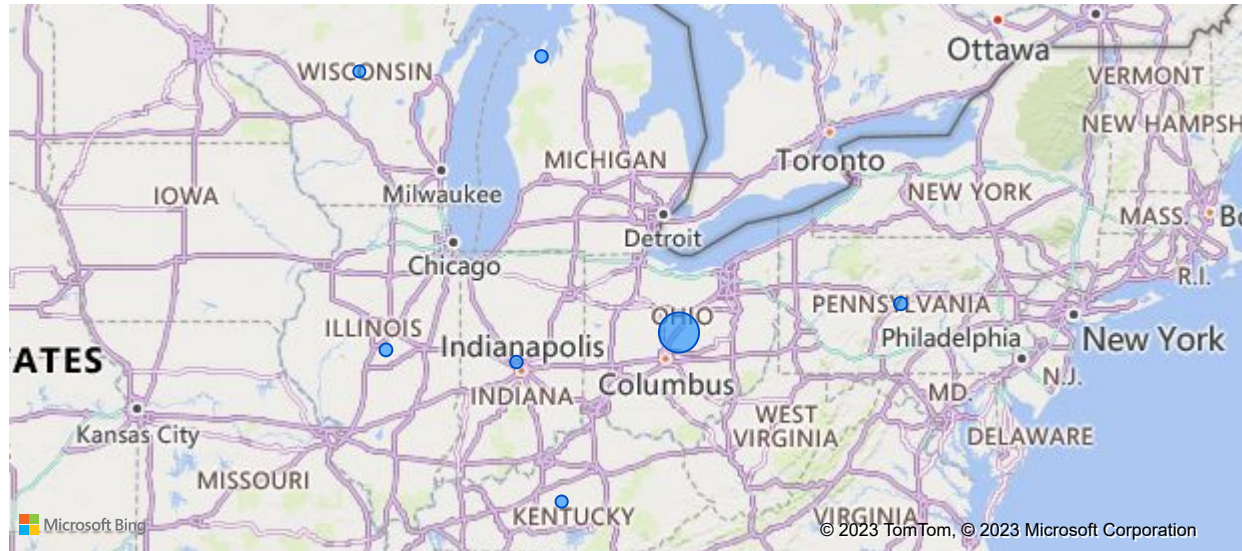 Ottawa
WISCONSIN
VERMONT
NEW HAMPSH
MICHIGAN
Toronto
IOWA
Milwaukee
NEW YORK
MASS.
Bo
Detroit
Chicago
R.I.
PENNSYLVANIA
OHIO
ILLINOIS
Philadelphia
New York
Indianapolis
ATES
Columbus
N.J.
INDIANA
MD.
WEST
VIRGINIA
Kansas City
DELAWARE
MISSOURI
KENTUCKY
VIRGINIA
Microsoft Bing
© 2023 TomTom, © 2023 Microsoft Corporation